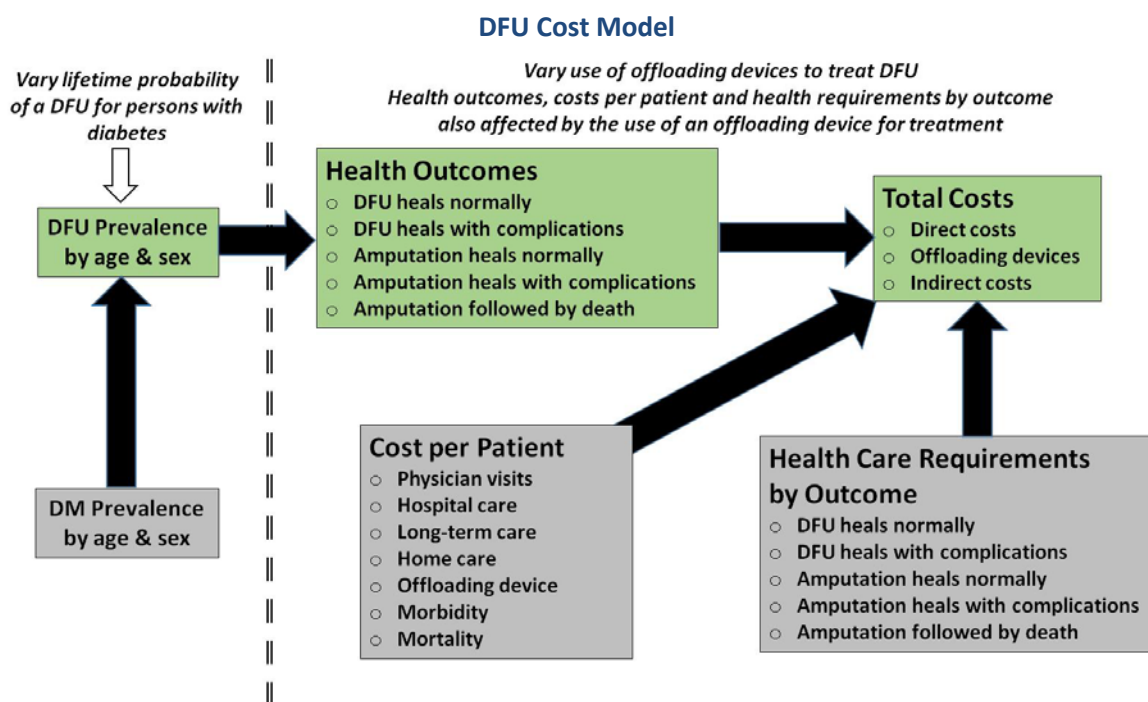 DFU Cost Model
Vary lifetime probability
of a DFU for persons with
diabetes
Vary use of offloading devices to treat DFU
Health outcomes, costs per patient and health requirements by outcome
also affected by the use of an offloading device for treatment
DFU Prevalence
by age & sex
Health Outcomes
○ DFU heals normally
○ DFU heals with complications
○ Amputation heals normally
○ Amputation heals with complications
○ Amputation followed by death
Total Costs
○ Direct costs
○ Offloading devices
○ Indirect costs
DM Prevalence
by age & sex
Cost per Patient
○ Physician visits
○ Hospital care
○ Long-term care
○ Home care
○ Offloading device
○ Morbidity
○ Mortality
Health Care Requirements
by Outcome
○ DFU heals normally
○ DFU heals with complications
○ Amputation heals normally
○ Amputation heals with complications
○ Amputation followed by death